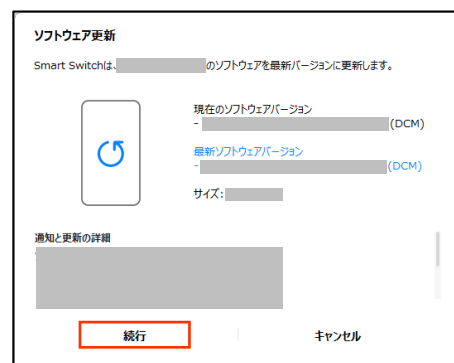 ソフトウェア更新
Smart Switchは、 のソフトウェアを最新バージョンに更新します。
現在のソフトウェアバージョン
- (DCM)
最新ソフトウェアバージョン
- (DCM)
サイズ:
通知と更新の詳細
続行 キャンセル